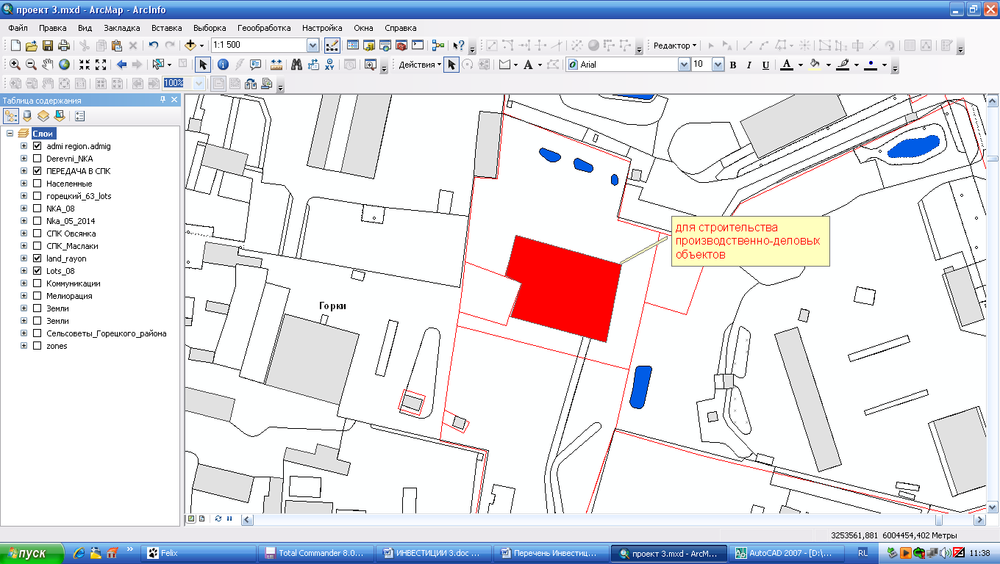 проект 3.mxd - ArcMap - ArcInfo
Файл Правка Вид Закладка Вставка Выборка Геообработка Настройка Окна Справка
1:1 500 Редактор
Действия Arial 10 B I U A
100%
Таблица содержания
Слои
admi region.admig
Derevni_NKA
ПЕРЕДАЧА В СПК
Населенные
горецкий_63_lots
NKA_08
Nka_05_2014
СПК Овсянка
СПК_Маслаки
land_rayon
Lots_08
Коммуникации
Мелиорация
Земли
Земли
Сельсоветы_Горецкого_района
zones
для строительства
производственно-деловых
объектов
Горки
3253561,881 6004454,402 Метры
пуск Felix Total Commander 8.0... ИНВЕСТИЦИИ 3.doc ... Перечень Инвестиц... проект 3.mxd - ArcM... AutoCAD 2007 - [D:\... RL 11:38